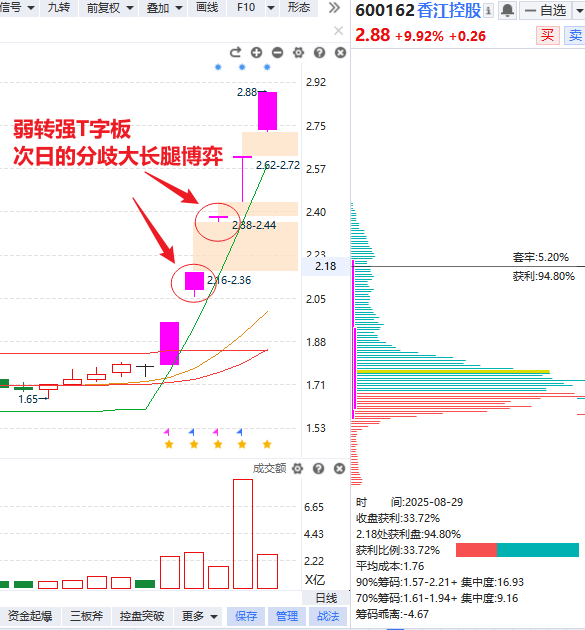 信号 九转 前复权 叠加 画线 F10 形态
600162 香江控股 自选
2.88 +9.92% +0.26 买 卖
2.92
2.88
2.75
弱转强T字板
次日的分歧大长腿博弈
2.57
2.62-2.72
2.40
2.38-2.44
2.23
套牢:5.20%
2.18
获利:94.80%
2.16-2.36
2.05
1.88
1.71
1.65
1.53
成交额
6.65
4.43
2.22
X亿
日线
时 间:2025-08-29
收盘获利:33.72%
2.18处获利盘:94.80%
获利比例:33.72%
平均成本:1.76
90%筹码:1.57-2.21+ 集中度:16.93
70%筹码:1.61-1.94+ 集中度:9.16
筹码乖离:-4.67
资金起爆 三板斧 控盘突破 更多 保存 管理 战法